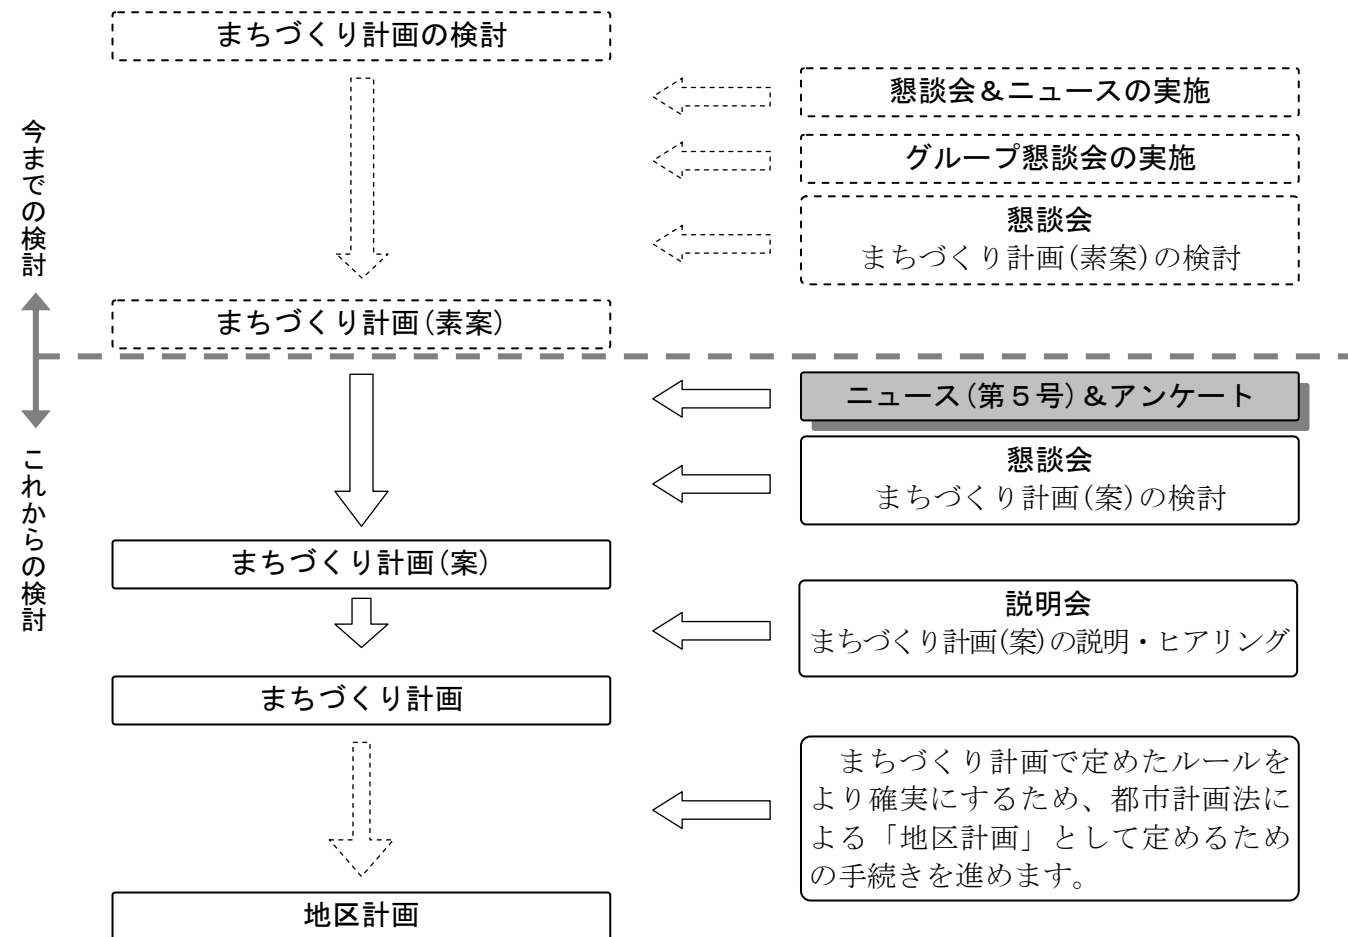 まちづくり計画の検討
懇談会＆ニュースの実施
グループ懇談会の実施
懇談会
まちづくり計画(素案)の検討
今までの検討
まちづくり計画(素案)
ニュース(第５号)＆アンケート
懇談会
まちづくり計画(案)の検討
これからの検討
まちづくり計画(案)
説明会
まちづくり計画(案)の説明・ヒアリング
まちづくり計画
まちづくり計画で定めたルールを
より確実にするため、都市計画法に
よる「地区計画」として定めるため
の手続きを進めます。
地区計画